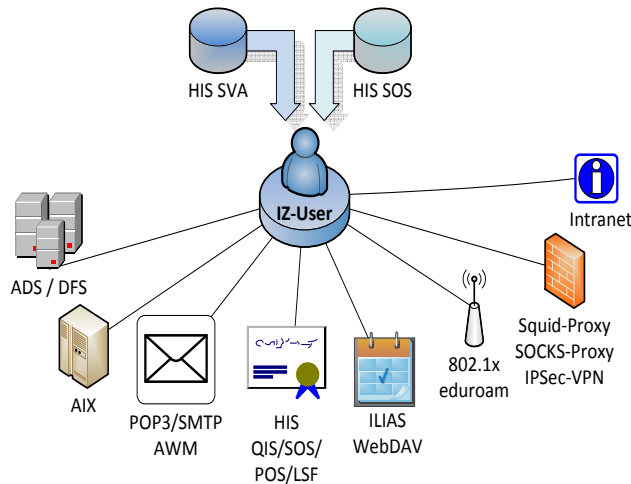 HIS SVA
HIS SOS
IZ-User
Intranet
ADS / DFS
Squid-Proxy
SOCKS-Proxy
IPSec-VPN
802.1x
eduroam
AIX
POP3/SMTP
AWM
HIS
QIS/SOS/
POS/LSF
ILIAS
WebDAV